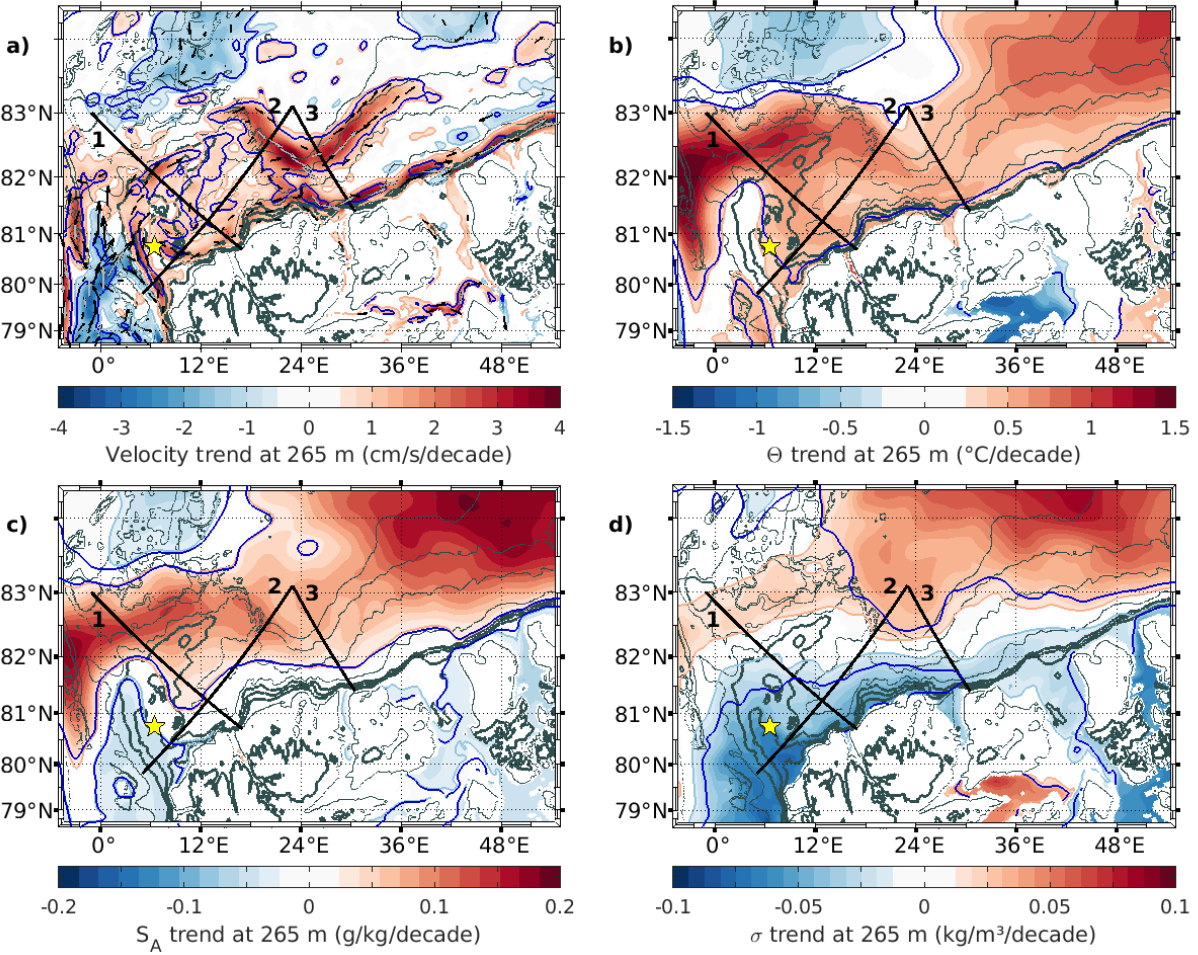 a)
83°N
82°N
81°N
80°N
79°N
1
2
3
0°
12°E
24°E
36°E
48°E
-4
-3
-2
-1
0
1
2
3
4
Velocity trend at 265 m (cm/s/decade)
b)
83°N
82°N
81°N
80°N
79°N
1
2
3
0°
12°E
24°E
36°E
48°E
-1.5
-1
-0.5
0
0.5
1
1.5
Θ trend at 265 m (°C/decade)
c)
83°N
82°N
81°N
80°N
79°N
1
2
3
0°
12°E
24°E
36°E
48°E
-0.2
-0.1
0
0.1
0.2
S_A trend at 265 m (g/kg/decade)
d)
83°N
82°N
81°N
80°N
79°N
1
2
3
0°
12°E
24°E
36°E
48°E
-0.1
-0.05
0
0.05
0.1
σ trend at 265 m (kg/m³/decade)